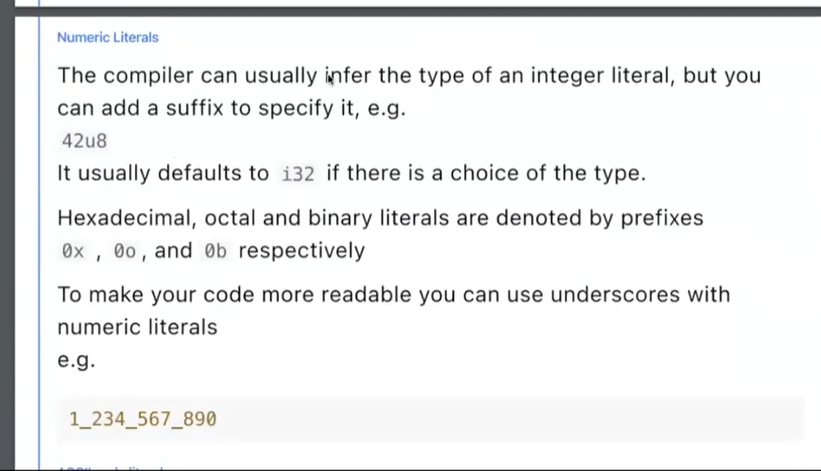 Numeric Literals
The compiler can usually infer the type of an integer literal, but you
can add a suffix to specify it, e.g.
42u8
It usually defaults to i32 if there is a choice of the type.
Hexadecimal, octal and binary literals are denoted by prefixes
0x , 0o, and 0b respectively
To make your code more readable you can use underscores with
numeric literals
e.g.
1_234_567_890